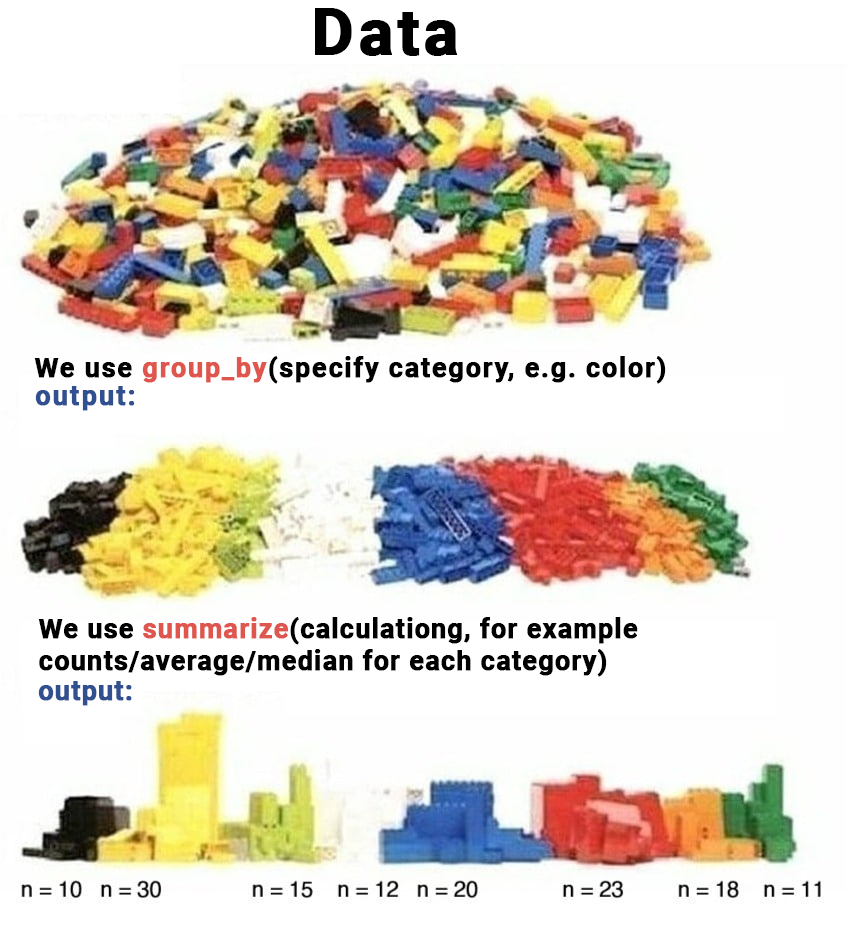 Data
We use group_by(specify category, e.g. color)
output:
We use summarize(calculationg, for example
counts/average/median for each category)
output:
n = 10 n = 30 n = 15 n = 12 n = 20 n = 23 n = 18 n = 11